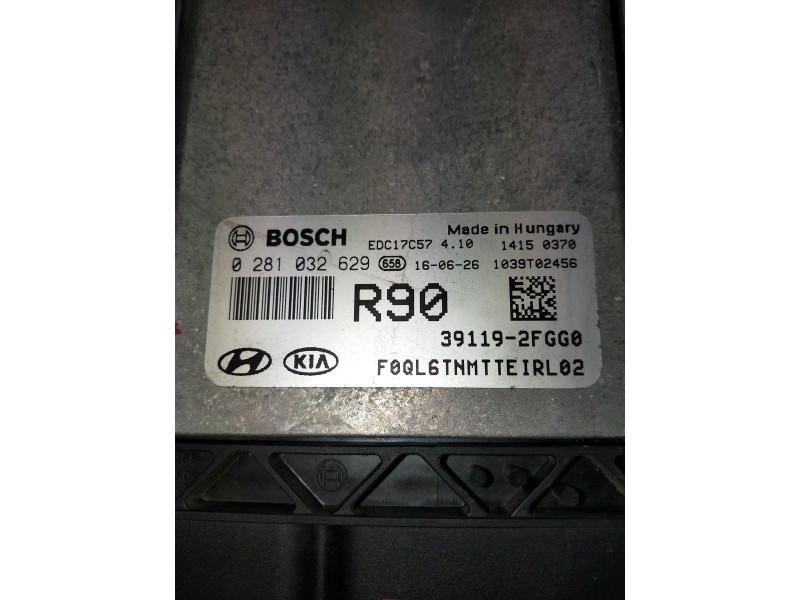 Made in Hungary
BOSCH EDC17C57 4.10 1415 0370
0 281 032 629 658 16-06-26 1039T02456
R90
39119-2FGG0
KIA F0QL6TNMTTEIRL02